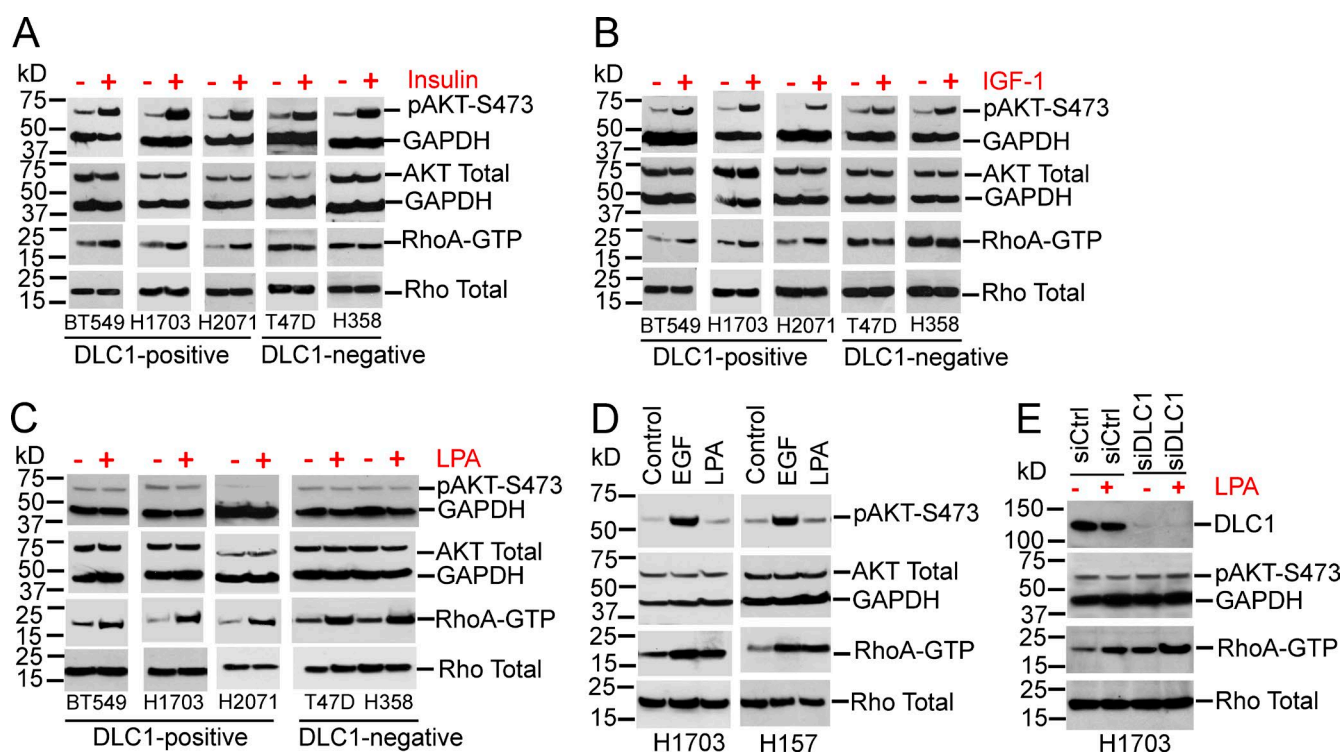 A
kD
- + - + - + - + - + Insulin
75
50
37
pAKT-S473
GAPDH
75
50
37
AKT Total
GAPDH
25
15
RhoA-GTP
25
15
Rho Total
BT549 H1703 H2071 T47D H358
DLC1-positive DLC1-negative
B
kD
- + - + - + - + - + IGF-1
75
50
37
pAKT-S473
GAPDH
75
50
37
AKT Total
GAPDH
25
15
RhoA-GTP
25
15
Rho Total
BT549 H1703 H2071 T47D H358
DLC1-positive DLC1-negative
C
kD
- + - + - + - + - + LPA
75
50
37
pAKT-S473
GAPDH
75
50
37
AKT Total
GAPDH
25
15
RhoA-GTP
25
15
Rho Total
BT549 H1703 H2071 T47D H358
DLC1-positive DLC1-negative
D
kD
Control EGF LPA Control EGF LPA
75
50
pAKT-S473
75
50
37
AKT Total
GAPDH
25
15
RhoA-GTP
25
15
Rho Total
H1703 H157
E
kD
siCtrl siCtrl siDLC1 siDLC1
- + - + LPA
150
100
DLC1
75
50
37
pAKT-S473
GAPDH
25
15
RhoA-GTP
25
15
Rho Total
H1703